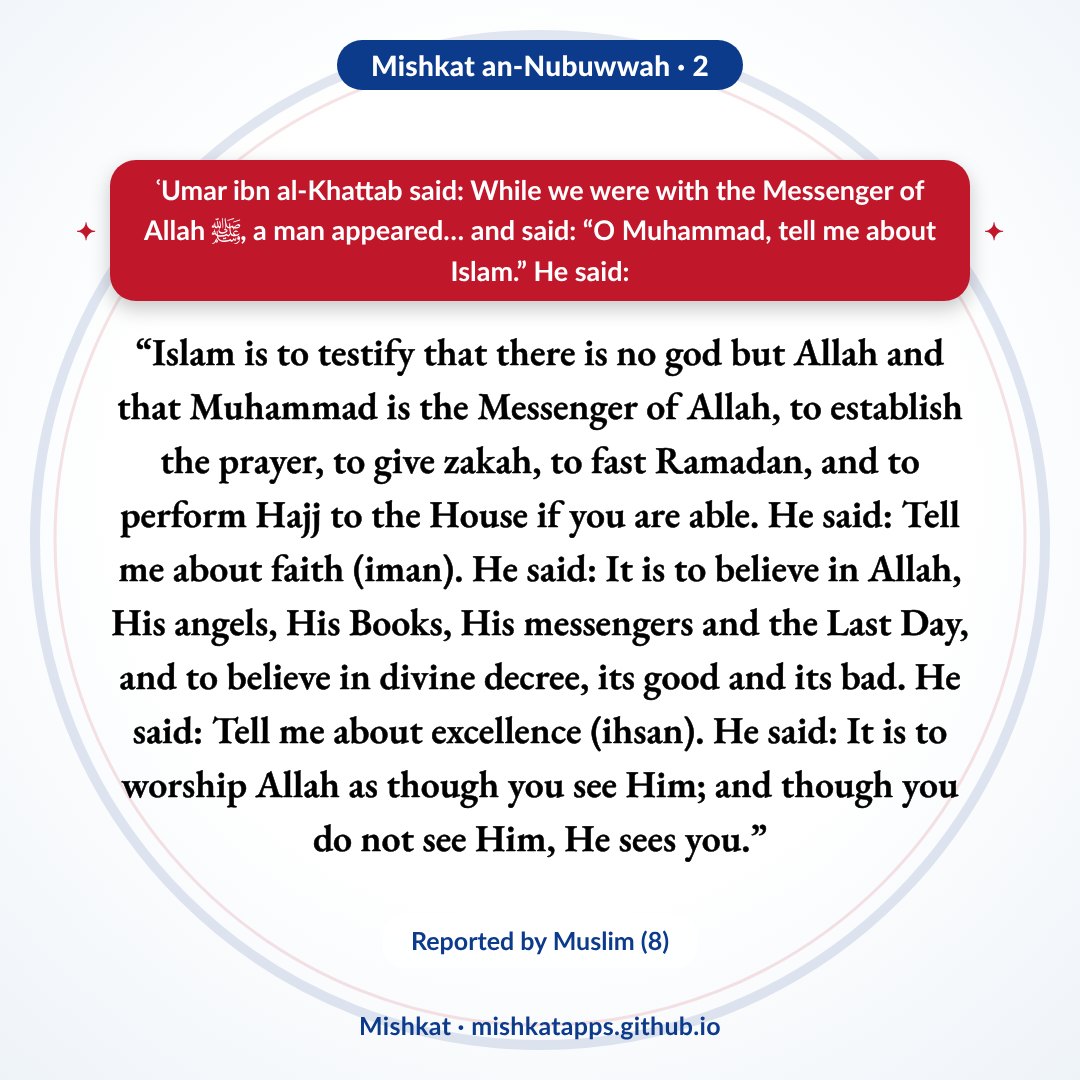 Mishkat an-Nubuwwah · 2
ʿUmar ibn al-Khattab said: While we were with the Messenger of
Allah ﷺ, a man appeared… and said: “O Muhammad, tell me about
Islam.” He said:
“Islam is to testify that there is no god but Allah and
that Muhammad is the Messenger of Allah, to establish
the prayer, to give zakah, to fast Ramadan, and to
perform Hajj to the House if you are able. He said: Tell
me about faith (iman). He said: It is to believe in Allah,
His angels, His Books, His messengers and the Last Day,
and to believe in divine decree, its good and its bad. He
said: Tell me about excellence (ihsan). He said: It is to
worship Allah as though you see Him; and though you
do not see Him, He sees you.”
Reported by Muslim (8)
Mishkat · mishkatapps.github.io